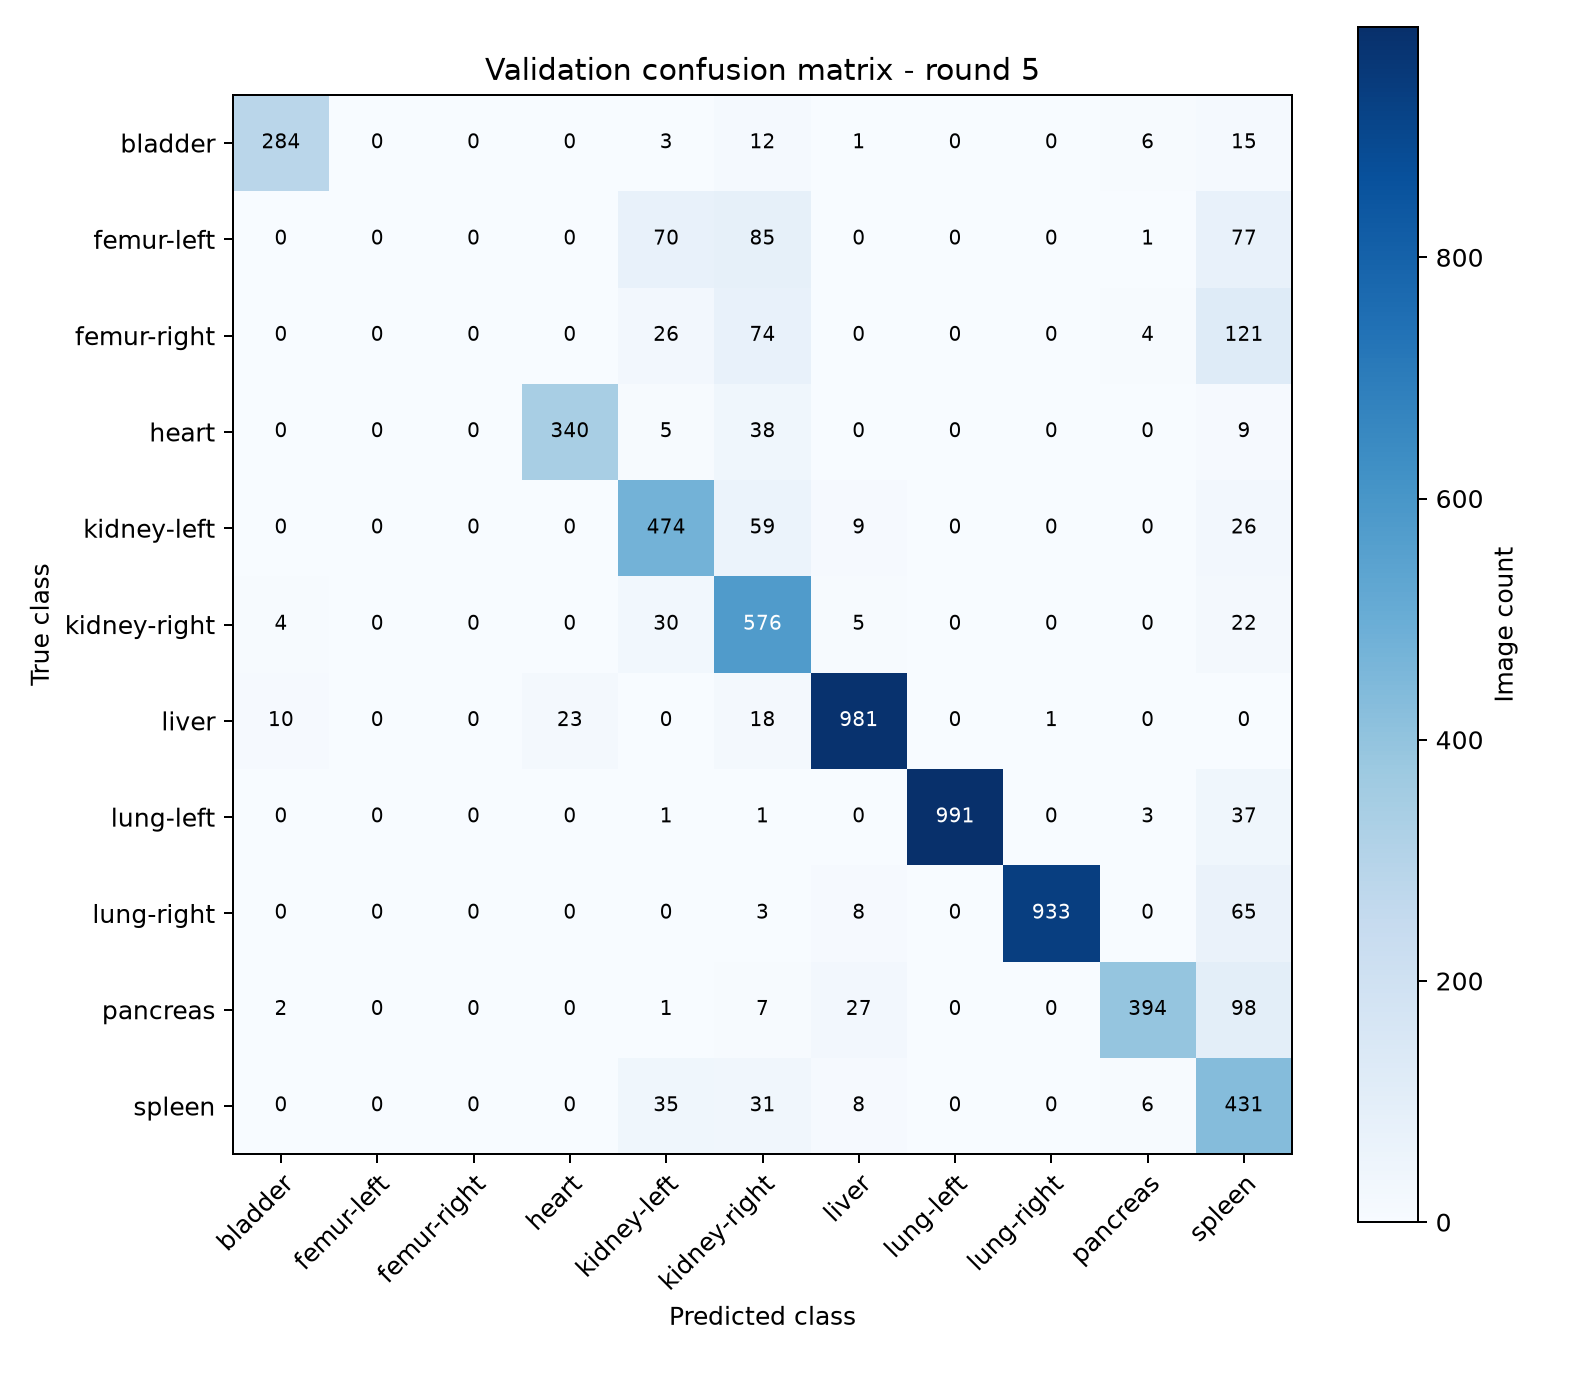 Validation confusion matrix - round 5
bladder 284 0 0 0 3 12 1 0 0 6 15
femur-left 0 0 0 0 70 85 0 0 0 1 77
femur-right 0 0 0 0 26 74 0 0 0 4 121
heart 0 0 0 340 5 38 0 0 0 0 9
kidney-left 0 0 0 0 474 59 9 0 0 0 26
kidney-right 4 0 0 0 30 576 5 0 0 0 22
liver 10 0 0 23 0 18 981 0 1 0 0
lung-left 0 0 0 0 1 1 0 991 0 3 37
lung-right 0 0 0 0 0 3 8 0 933 0 65
pancreas 2 0 0 0 1 7 27 0 0 394 98
spleen 0 0 0 0 35 31 8 0 0 6 431
True class
bladder femur-left femur-right heart kidney-left kidney-right liver lung-left lung-right pancreas spleen
Predicted class
800
600
400
200
0
Image count